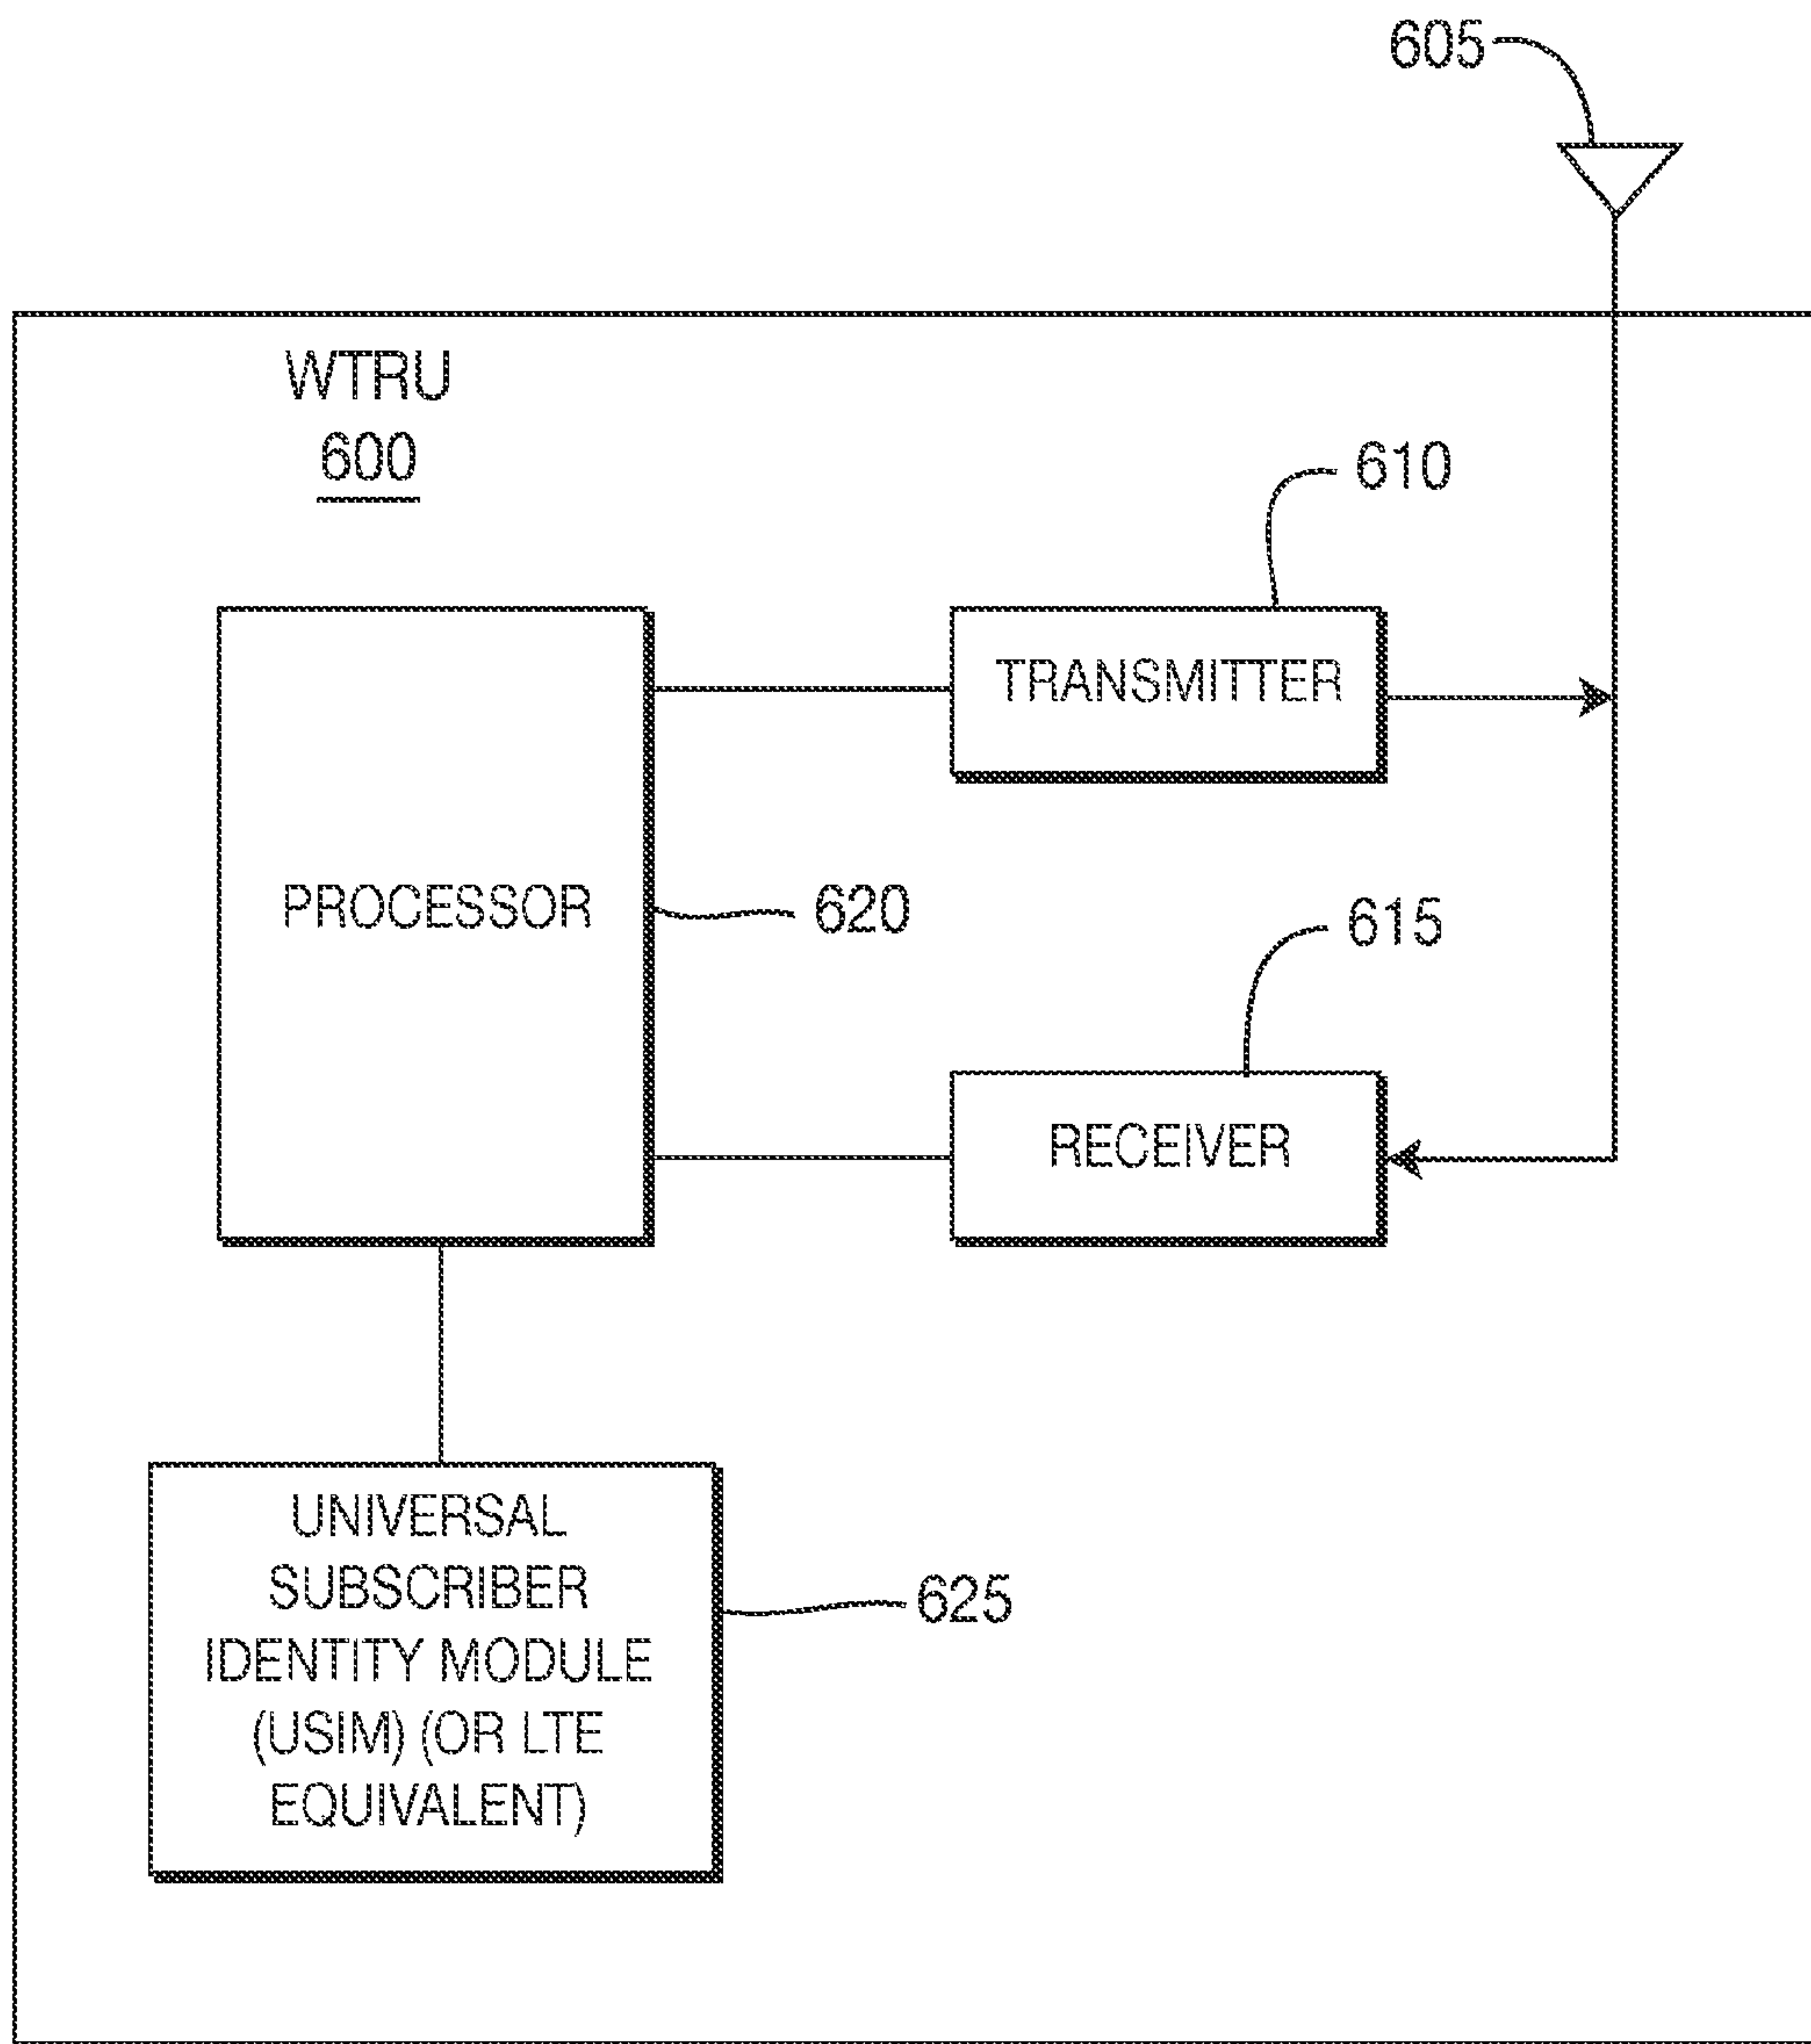 605
WTRU
600
610
TRANSMITTER
PROCESSOR
620
615
RECEIVER
UNIVERSAL
SUBSCRIBER
IDENTITY MODULE
(USIM) (OR LTE
EQUIVALENT)
625